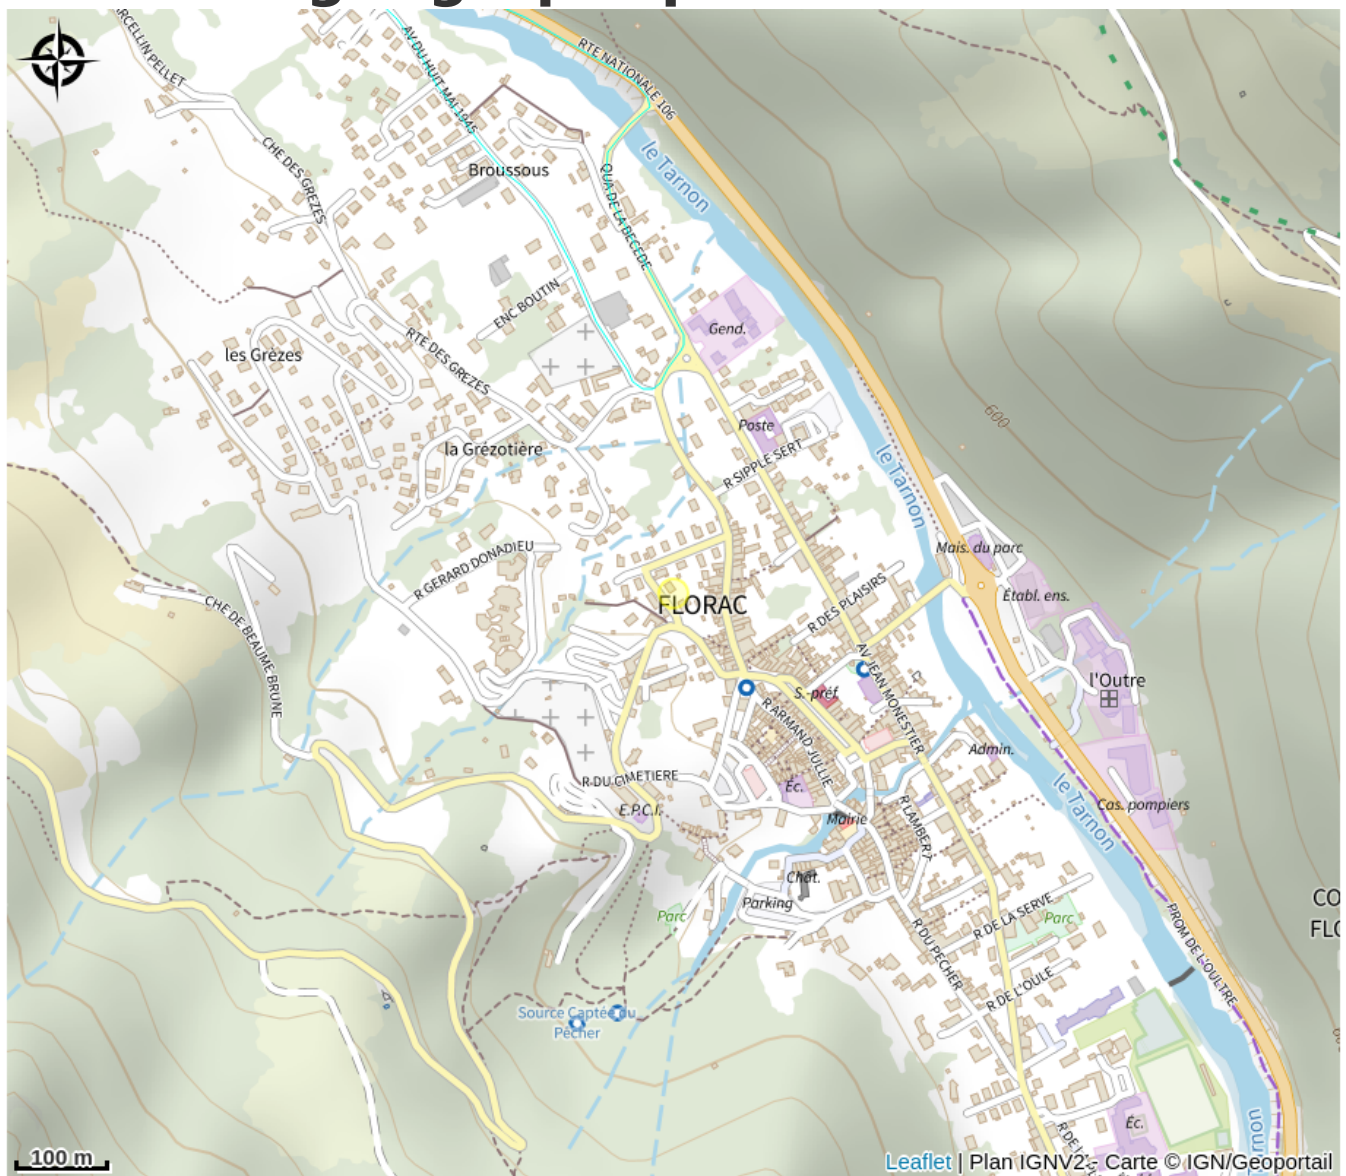 RCELLIN PELLET
AV DU HUIT MAI 1945
RTE NATIONALE 106
CHE DES GREZES
Broussous
le Tarnon
QUA DE LA BECEDE
ENC BOUTIN
Gend.
RTE DES GREZES
les Grèzes
600
Poste
la Grézotière
R SIPPLE SERT
le Tarnon
R GERARD DONADIEU
Mais. du parc
Établ. ens.
CHE DE BEAUME BRUNE
FLORAC
R DES PLAISIRS
AV JEAN MONESTIER
l'Outre
S.-préf.
R ARMAND JULLIE
Admin.
R DU CIMETIERE
Éc.
le Tarnon
E.P.C.I.
Mairie
R LAMBERT
Cas. pompiers
Chât.
Parking
Parc
R DE LA SERVE
Parc
CO
FLO
R DU PECHER
PROM DE L'OULTRE
R DE L'OULE
Source Captée du
Pêcher
Éc.
100 m
Leaflet | Plan IGNV2 - Carte © IGN/Geoportail